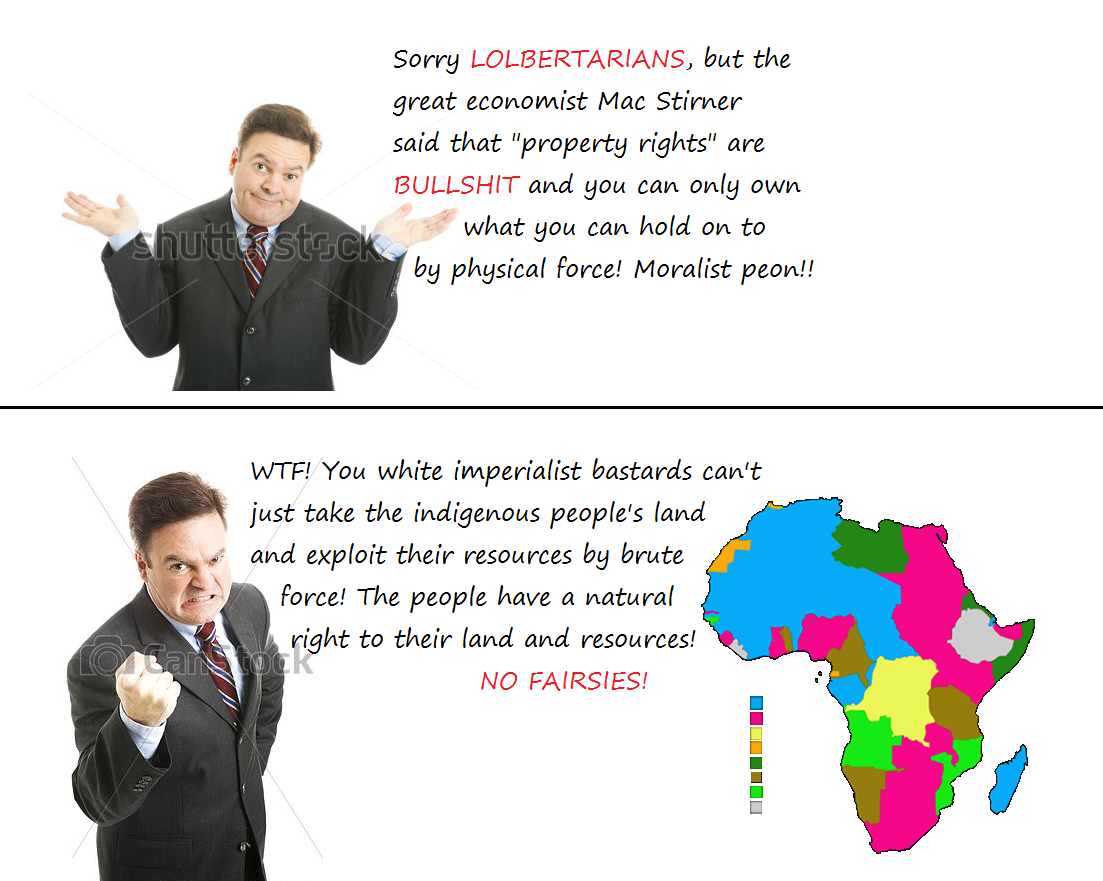 Sorry LOLBERTARIANS, but the
great economist Mac Stirner
said that "property rights" are
BULLSHIT and you can only own
what you can hold on to
by physical force! Moralist peon!!
shutterstock
WTF! You white imperialist bastards can't
just take the indigenous people's land
and exploit their resources by brute
force! The people have a natural
right to their land and resources!
NO FAIRSIES!
CanStock